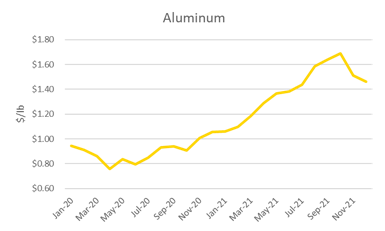 Aluminum
$1.80
$1.60
$1.40
$1.20
$1.00
$0.80
$0.60
$/lb
Jan-20
Mar-20
May-20
Jul-20
Sep-20
Nov-20
Jan-21
Mar-21
May-21
Jul-21
Sep-21
Nov-21